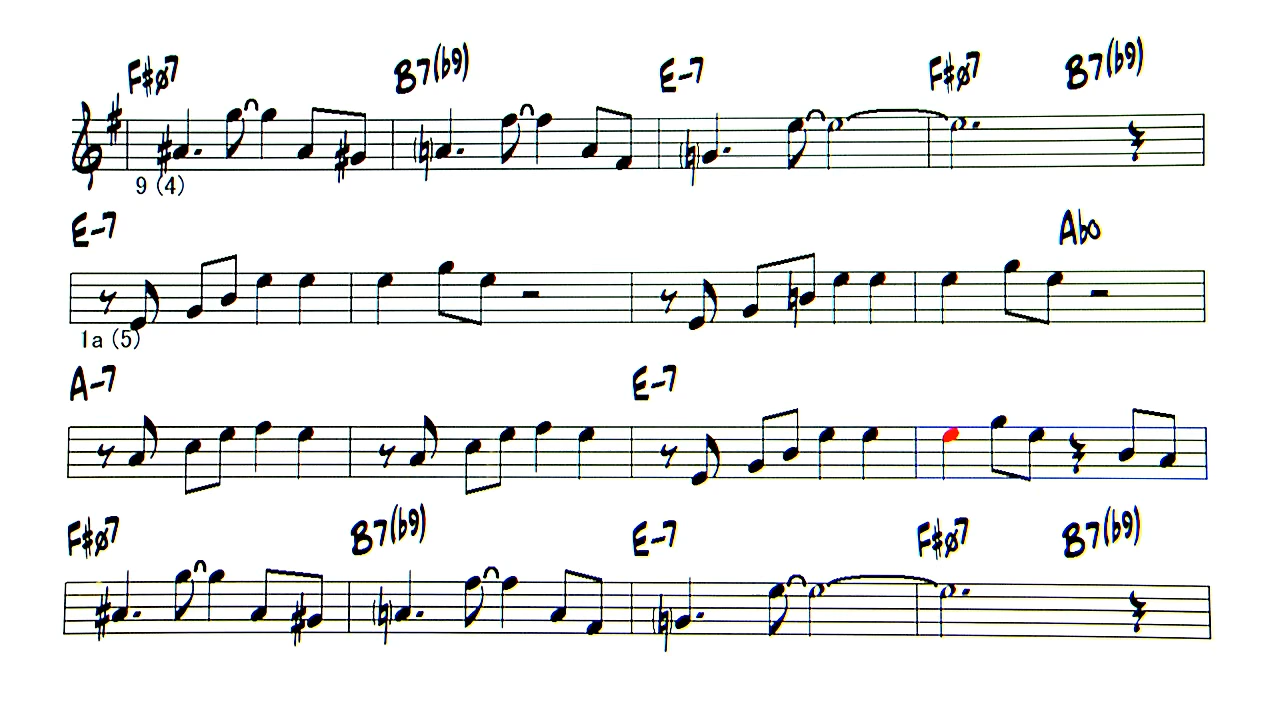 F#ø7 B7(b9) E-7 F#ø7 B7(b9)
9 (4)
E-7 Abo
1a (5)
A-7 E-7
F#ø7 B7(b9) E-7 F#ø7 B7(b9)